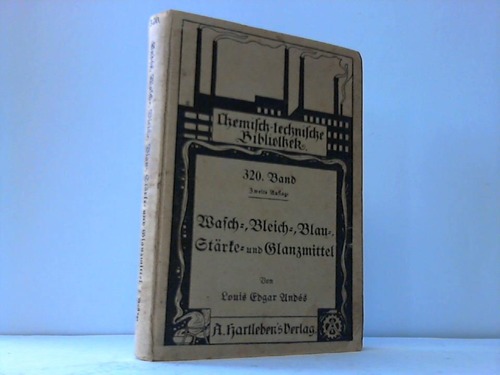 Chemisch-technische
Bibliothek
320. Band
Zweite Auflage
Wasch-, Bleich-, Blau-,
Stärke- und Glanzmittel
Von
Louis Edgar Andés
A. Hartleben's Verlag